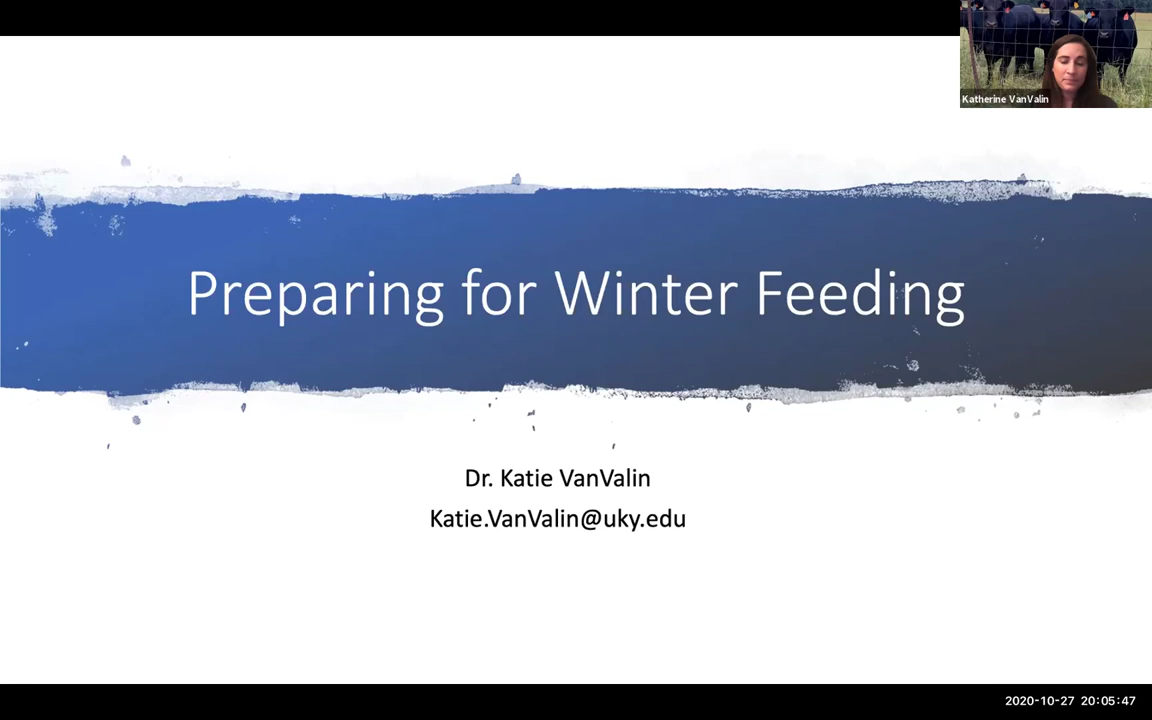 Katherine VanValin
Preparing for Winter Feeding
Dr. Katie VanValin
Katie.VanValin@uky.edu
2020-10-27 20:05:47